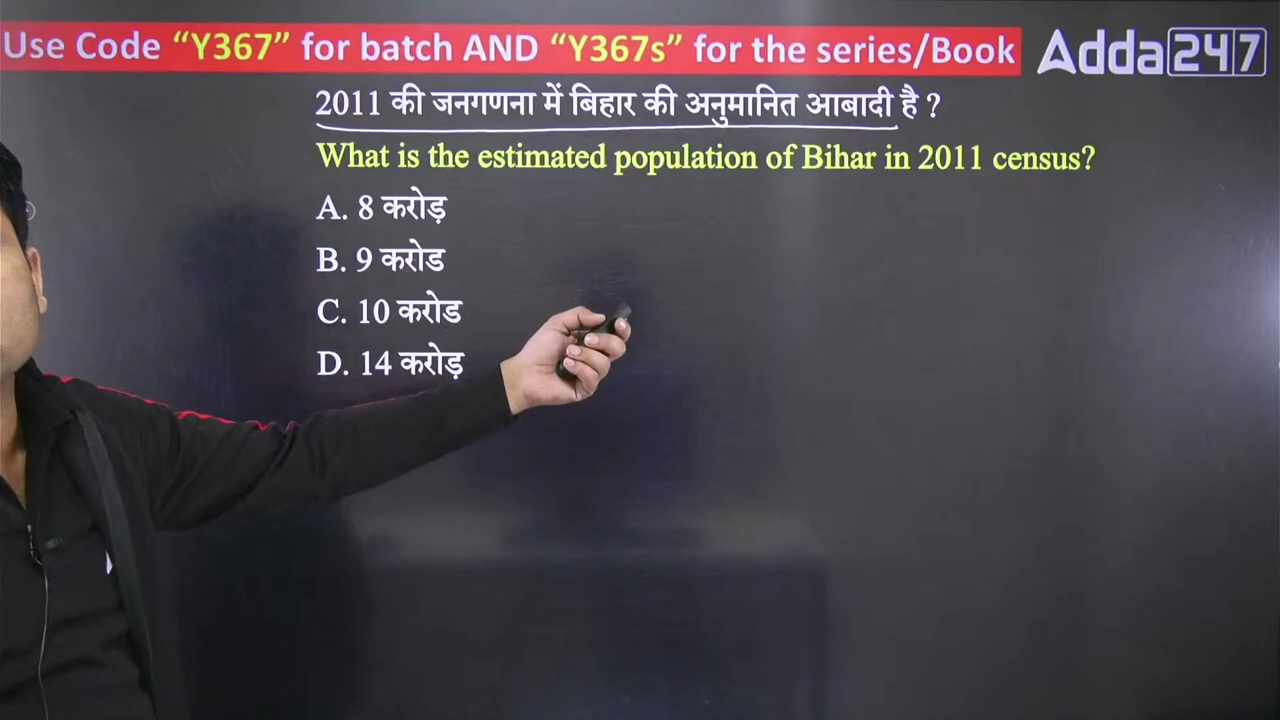 Use Code “Y367” for batch AND “Y367s” for the series/Book
Adda247
2011 की जनगणना में बिहार की अनुमानित आबादी है ?
What is the estimated population of Bihar in 2011 census?
A. 8 करोड़
B. 9 करोड
C. 10 करोड
D. 14 करोड़